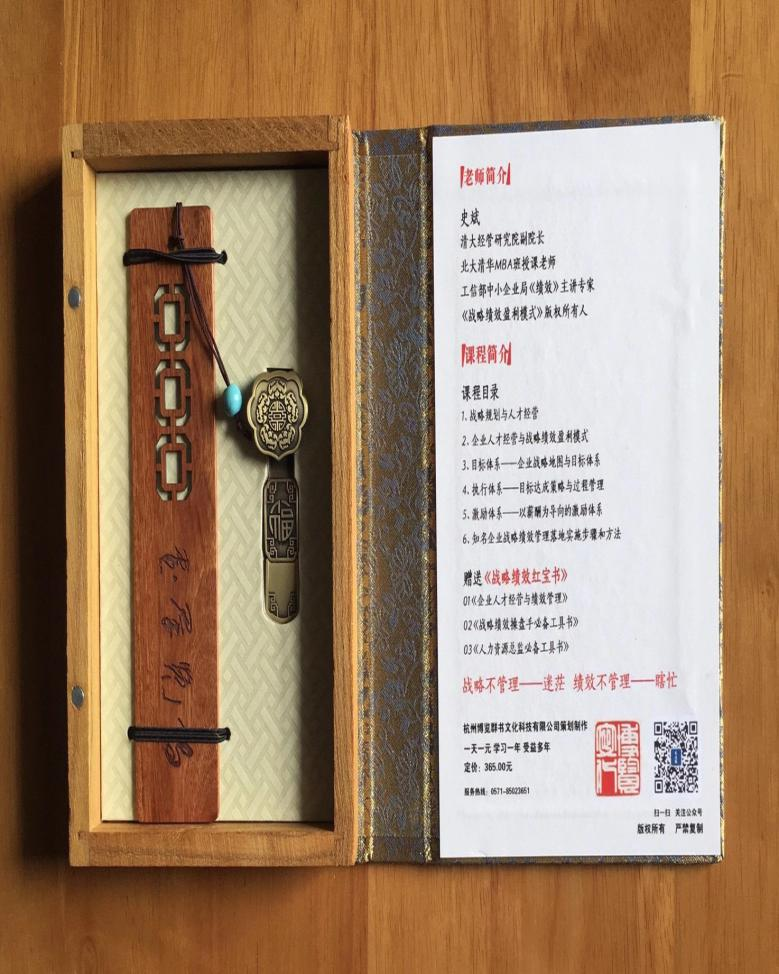 福
老师简介
史斌
清大经管研究院副院长
北大清华MBA班授课老师
工信部中小企业局《绩效》主讲专家
《战略绩效盈利模式》版权所有人
课程简介
课程目录
1. 战略规划与人才经营
2. 企业人才经营与战略绩效盈利模式
3. 目标体系——企业战略地图与目标体系
4. 执行体系——目标达成策略与过程管理
5. 激励体系——以薪酬为导向的激励体系
6. 知名企业战略绩效管理落地实施步骤和方法
赠送《战略绩效红宝书》
01《企业人才经营与绩效管理》
02《战略绩效操盘手必备工具书》
03《人力资源总监必备工具书》
战略不管理——迷茫 绩效不管理——瞎忙
杭州博览群书文化科技有限公司策划制作
一天一元 学习一年 受益多年
定价：365.00元
服务热线：0571-85023651
扫一扫 关注公众号
版权所有 严禁复制